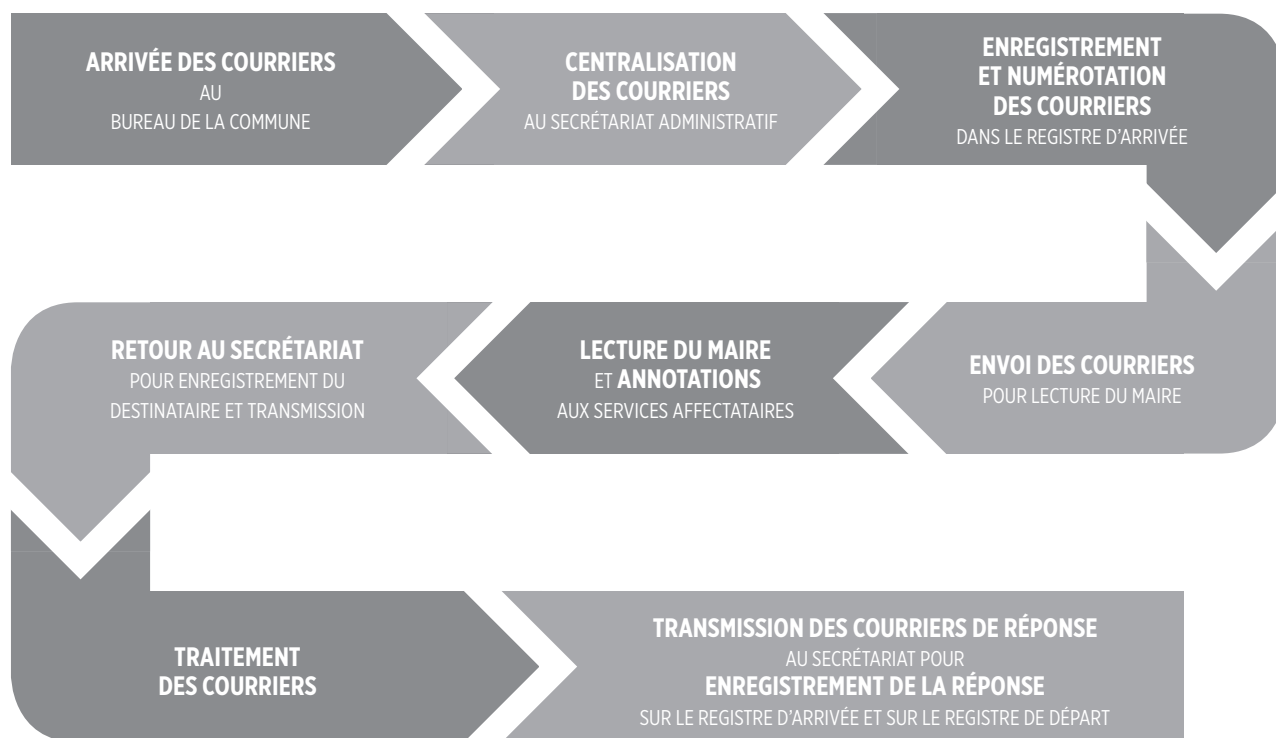 ARRIVÉE DES COURRIERS
AU
BUREAU DE LA COMMUNE
CENTRALISATION
DES COURRIERS
AU SECRÉTARIAT ADMINISTRATIF
ENREGISTREMENT
ET NUMÉROTATION
DES COURRIERS
DANS LE REGISTRE D'ARRIVÉE
ENVOI DES COURRIERS
POUR LECTURE DU MAIRE
LECTURE DU MAIRE
ET ANNOTATIONS
AUX SERVICES AFFECTATAIRES
RETOUR AU SECRÉTARIAT
POUR ENREGISTREMENT DU
DESTINATAIRE ET TRANSMISSION
TRAITEMENT
DES COURRIERS
TRANSMISSION DES COURRIERS DE RÉPONSE
AU SECRÉTARIAT POUR
ENREGISTREMENT DE LA RÉPONSE
SUR LE REGISTRE D'ARRIVÉE ET SUR LE REGISTRE DE DÉPART